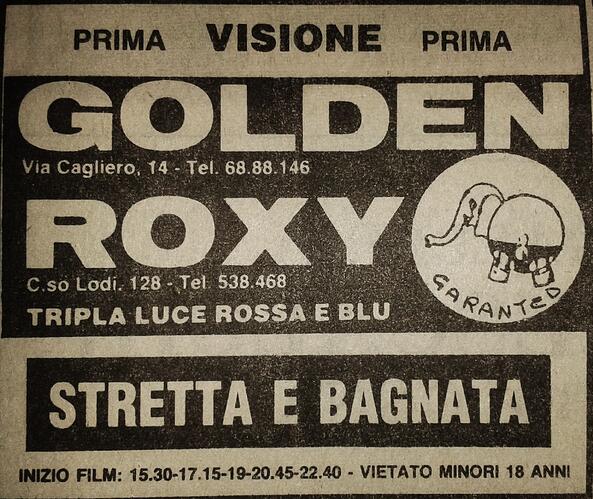 PRIMA VISIONE PRIMA
GOLDEN
Via Cagliero, 14 - Tel. 68.88.146
ROXY
C.so Lodi. 128 - Tel 538.468
TRIPLA LUCE ROSSA E BLU
GARANTED
STRETTA E BAGNATA
INIZIO FILM: 15.30-17.15-19-20.45-22.40 - VIETATO MINORI 18 ANNI